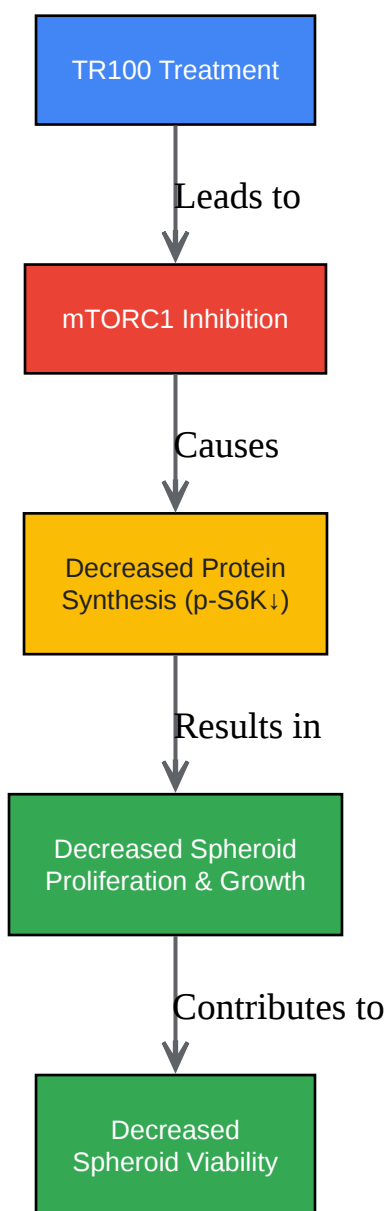 TR100 Treatment
Leads to
mTORC1 Inhibition
Causes
Decreased Protein
Synthesis (p-S6K↓)
Results in
Decreased Spheroid
Proliferation & Growth
Contributes to
Decreased
Spheroid Viability